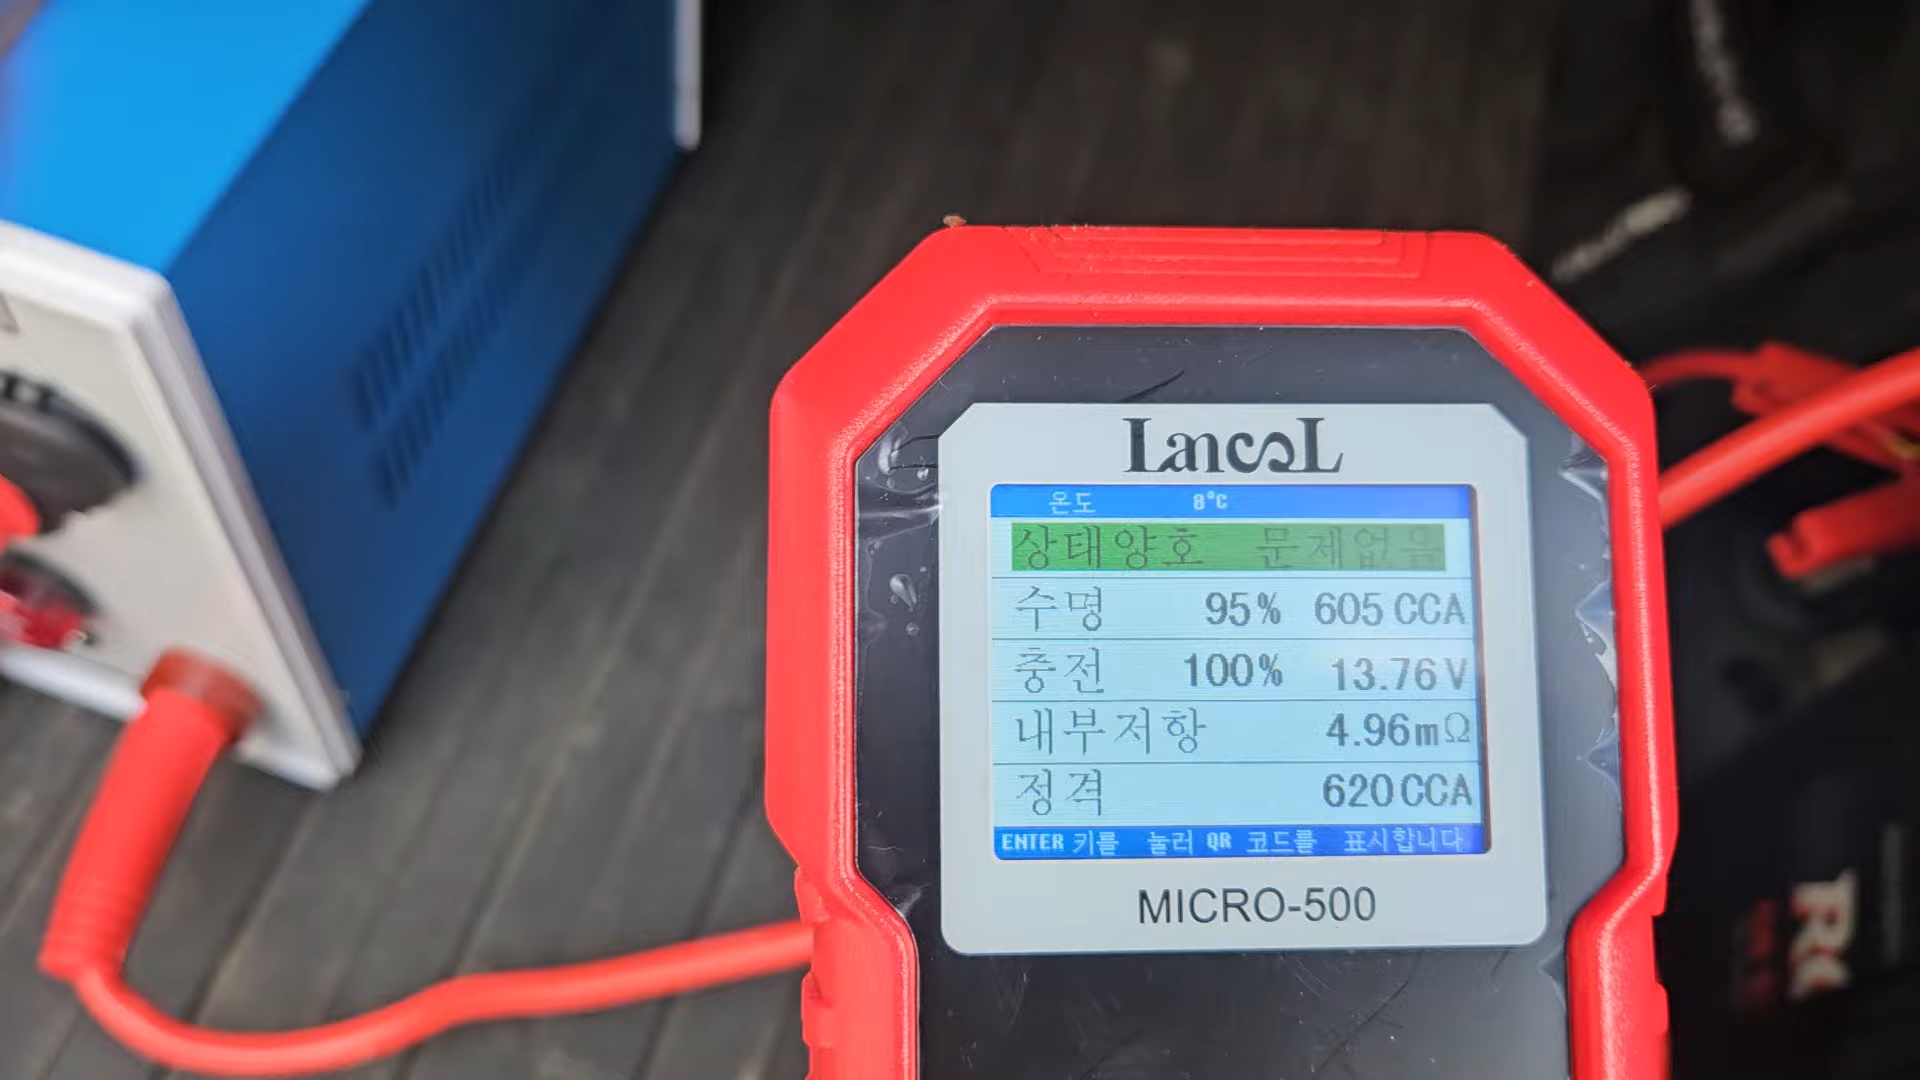 Lancol
온도 8°C
상태양호 문제없음
수명 95% 605 CCA
충전 100% 13.76 V
내부저항 4.96mΩ
정격 620 CCA
ENTER 키를 눌러 QR 코드를 표시합니다
MICRO-500